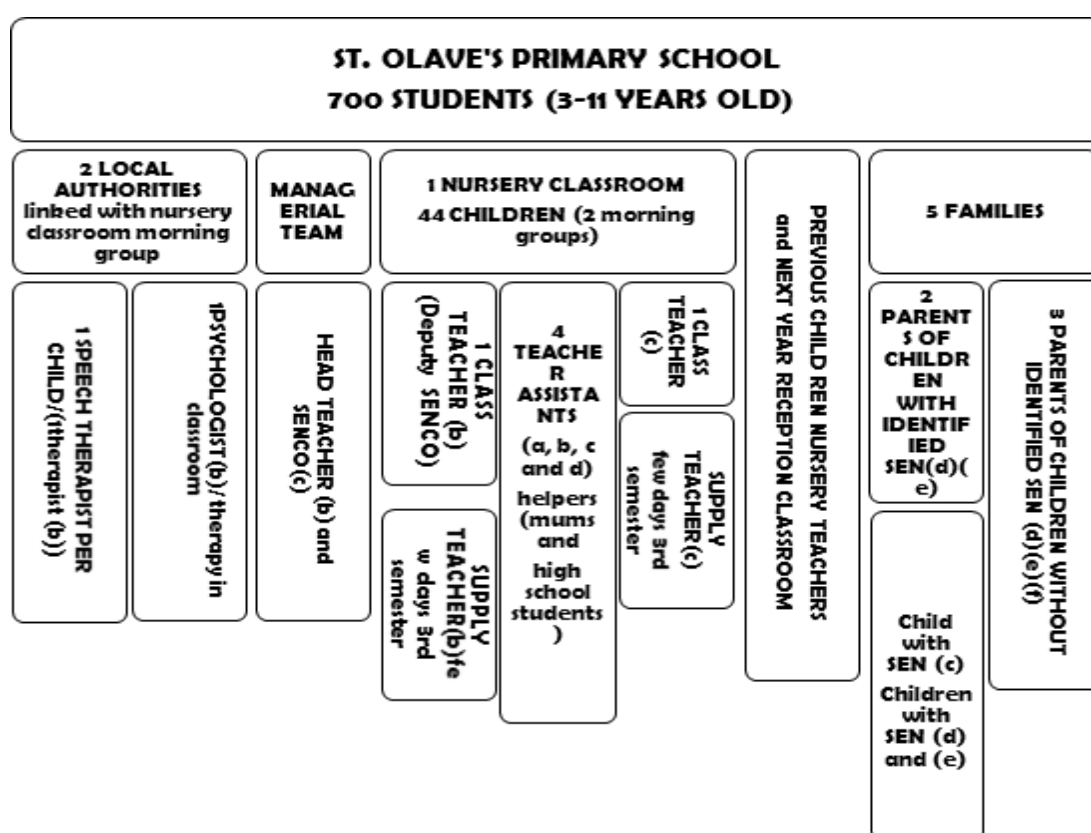 ST. OLAVE'S PRIMARY SCHOOL
700 STUDENTS (3-11 YEARS OLD)
2 LOCAL
AUTHORITIES
linked with nursery
classroom morning
group
1 SPEECH THERAPIST PER
CHILD/(1therapist (b))
1PSYCHOLOGIST(b)/ therapy in
classroom
MANAG
ERIAL
TEAM
HEAD TEACHER (b) and
SENCO(c)
1 NURSERY CLASSROOM
44 CHILDREN (2 morning
groups)
1 CLASS
TEACHER (b)
(Deputy SENCO)
SUPPLY
TEACHER(b)fe
w days 3rd
semester
4
TEACHE
R
ASSISTA
NTS
(a, b, c
and d)
helpers
(mums
and
high
school
students
)
1 CLASS
TEACHER
(c)
SUPPLY
TEACHER(c)
few days 3rd
semester
PREVIOUS CHILD REN NURSERY TEACHERS
and NEXT YEAR RECEPTION CLASSROOM
5 FAMILIES
2
PARENT
S OF
CHILDR
EN
WITH
IDENTIF
IED
SEN(d)(
e)
Child
with
SEN (c)
Children
with
SEN (d)
and (e)
3 PARENTS OF CHILDREN WITHOUT
IDENTIFIED SEN (d)(e)(f)